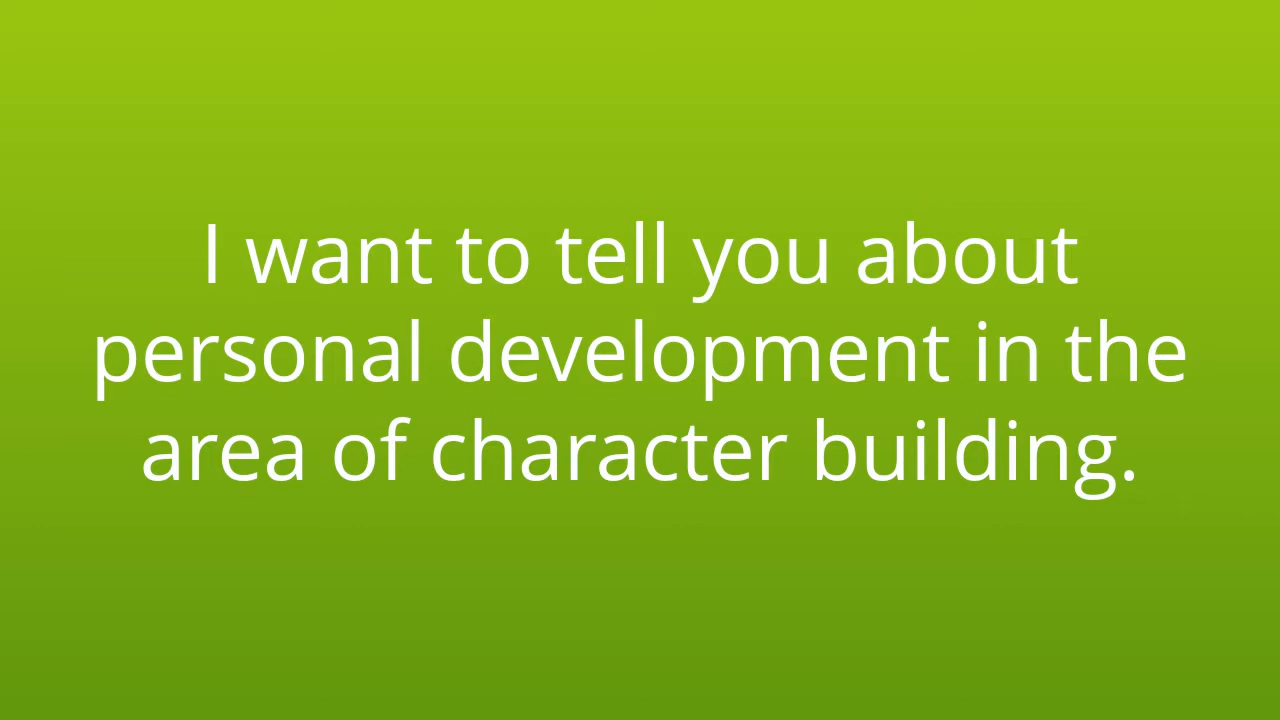 I want to tell you about
personal development in the
area of character building.